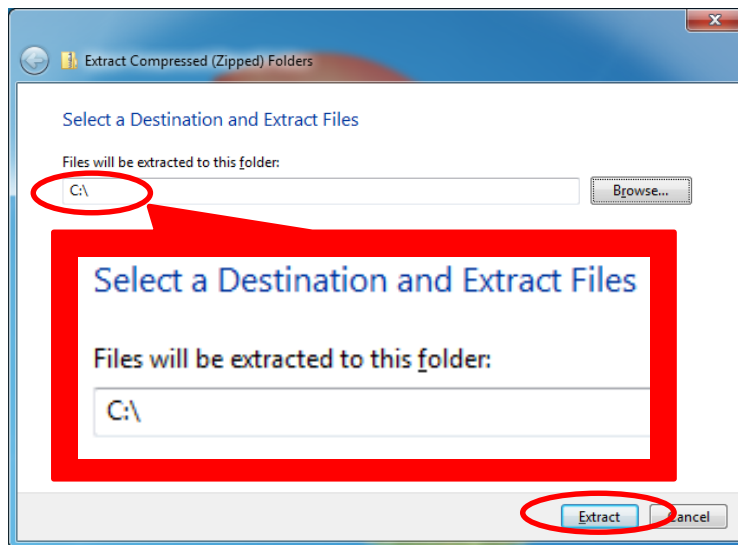 Extract Compressed (Zipped) Folders
Select a Destination and Extract Files
Files will be extracted to this folder:
C:\
Browse...
Select a Destination and Extract Files
Files will be extracted to this folder:
C:\
Extract
Cancel